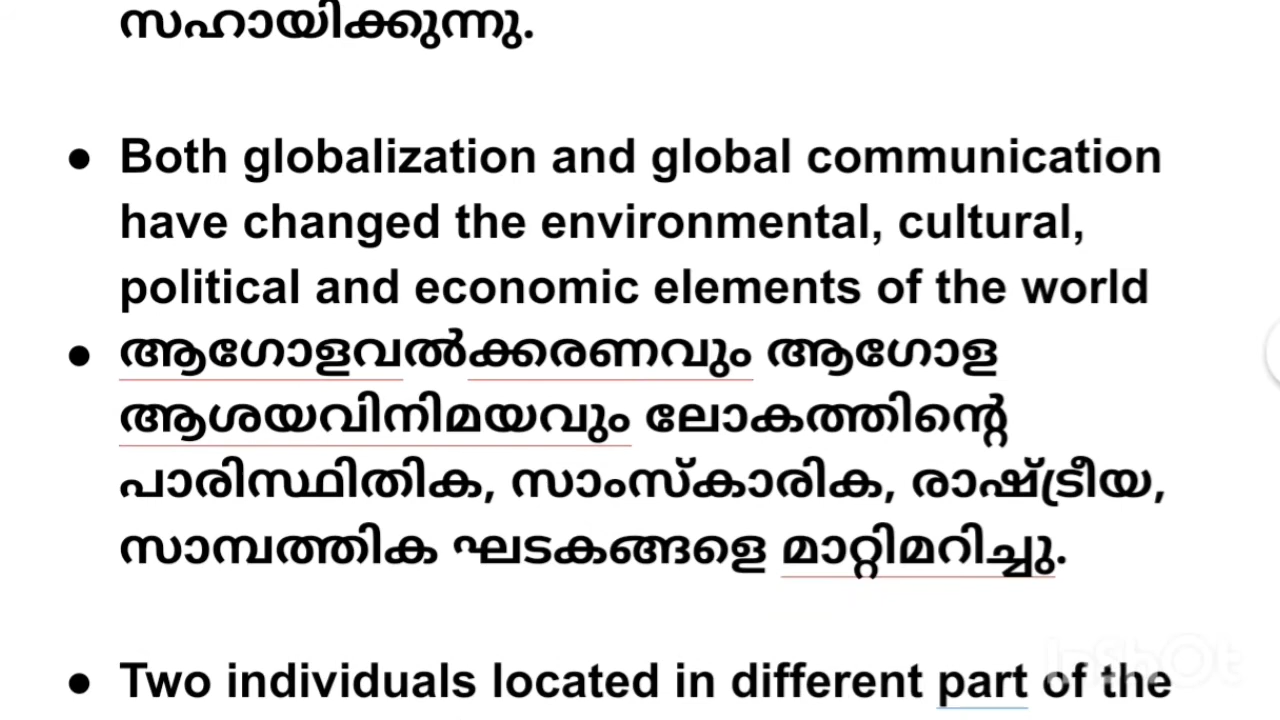 സഹായിക്കുന്നു.
● Both globalization and global communication
have changed the environmental, cultural,
political and economic elements of the world
● ആഗോളവൽക്കരണവും ആഗോള
ആശയവിനിമയവും ലോകത്തിന്റെ
പാരിസ്ഥിതിക, സാംസ്കാരിക, രാഷ്ട്രീയ,
സാമ്പത്തിക ഘടകങ്ങളെ മാറ്റിമറിച്ചു.
● Two individuals located in different part of the
InShOt